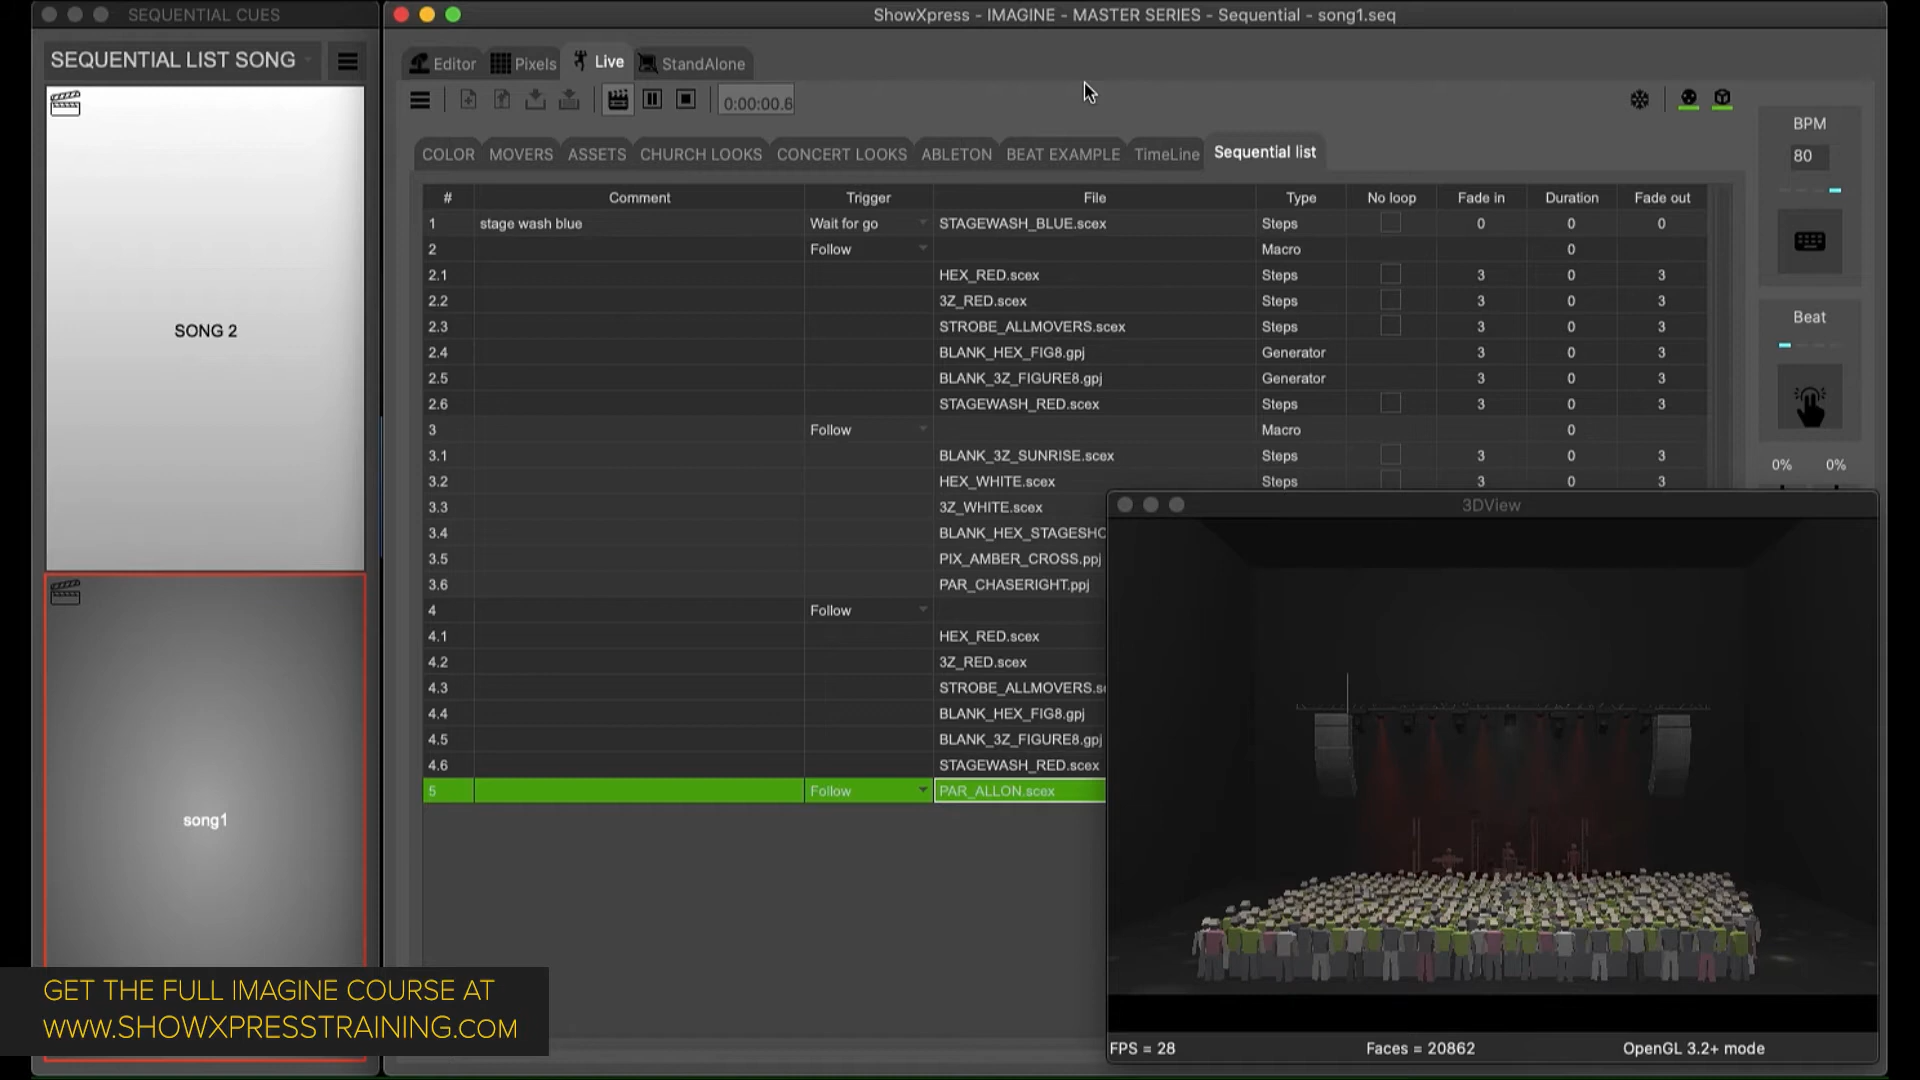 SEQUENTIAL CUES
ShowXpress - IMAGINE - MASTER SERIES - Sequential - song1.seq
SEQUENTIAL LIST SONG
Editor Pixels Live StandAlone
0:00:00.6
COLOR MOVERS ASSETS CHURCH LOOKS CONCERT LOOKS ABLETON BEAT EXAMPLE TimeLine Sequential list
# Comment Trigger File Type No loop Fade in Duration Fade out
1 stage wash blue Wait for go STAGEWASH_BLUE.scex Steps 0 0 0
2 Follow Macro 0
2.1 HEX_RED.scex Steps 3 0 3
2.2 3Z_RED.scex Steps 3 0 3
2.3 STROBE_ALLMOVERS.scex Steps 3 0 3
2.4 BLANK_HEX_FIG8.gpj Generator 3 0 3
2.5 BLANK_3Z_FIGURE8.gpj Generator 3 0 3
2.6 STAGEWASH_RED.scex Steps 3 0 3
3 Follow Macro 0
3.1 BLANK_3Z_SUNRISE.scex Steps 3 0 3
3.2 HEX_WHITE.scex Steps 3 0 3
3.3 3Z_WHITE.scex
3.4 BLANK_HEX_STAGESHO
3.5 PIX_AMBER_CROSS.ppj
3.6 PAR_CHASERIGHT.ppj
4 Follow
4.1 HEX_RED.scex
4.2 3Z_RED.scex
4.3 STROBE_ALLMOVERS.s
4.4 BLANK_HEX_FIG8.gpj
4.5 BLANK_3Z_FIGURE8.gpj
4.6 STAGEWASH_RED.scex
5 Follow PAR_ALLON.scex
BPM
80
Beat
0% 0%
SONG 2
song1
3DView
FPS = 28 Faces = 20862 OpenGL 3.2+ mode
GET THE FULL IMAGINE COURSE AT
WWW.SHOWXPRESSTRAINING.COM